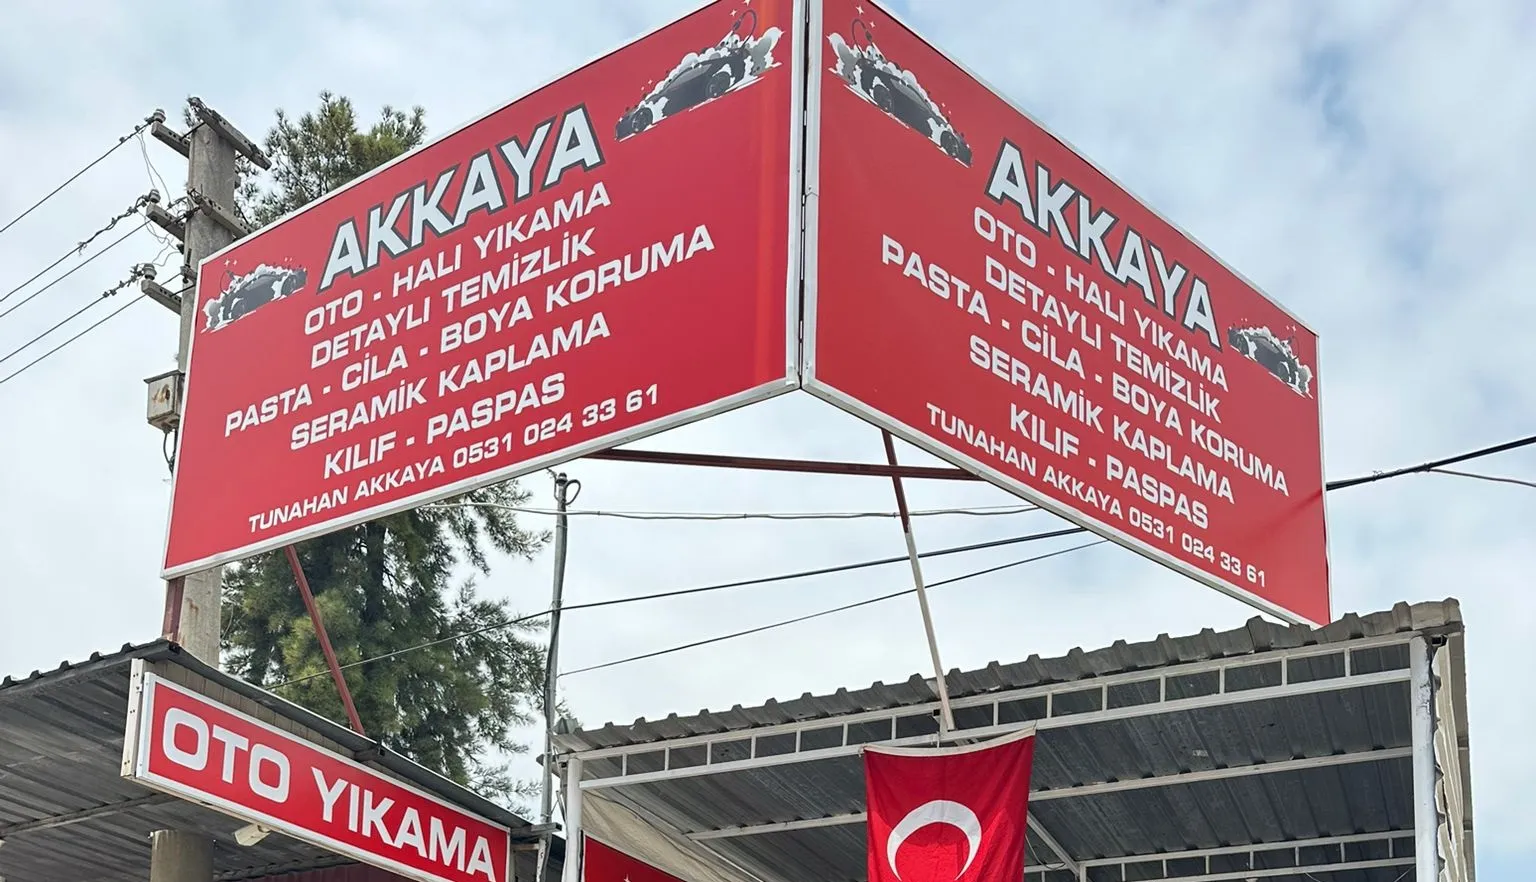 AKKAYA
OTO - HALI YIKAMA
DETAYLI TEMİZLİK
PASTA - CİLA - BOYA KORUMA
SERAMİK KAPLAMA
KILIF - PASPAS
TUNAHAN AKKAYA 0531 024 33 61
AKKAYA
OTO - HALI YIKAMA
DETAYLI TEMİZLİK
PASTA - CİLA - BOYA KORUMA
SERAMİK KAPLAMA
KILIF - PASPAS
TUNAHAN AKKAYA 0531 024 33 61
OTO YIKAMA